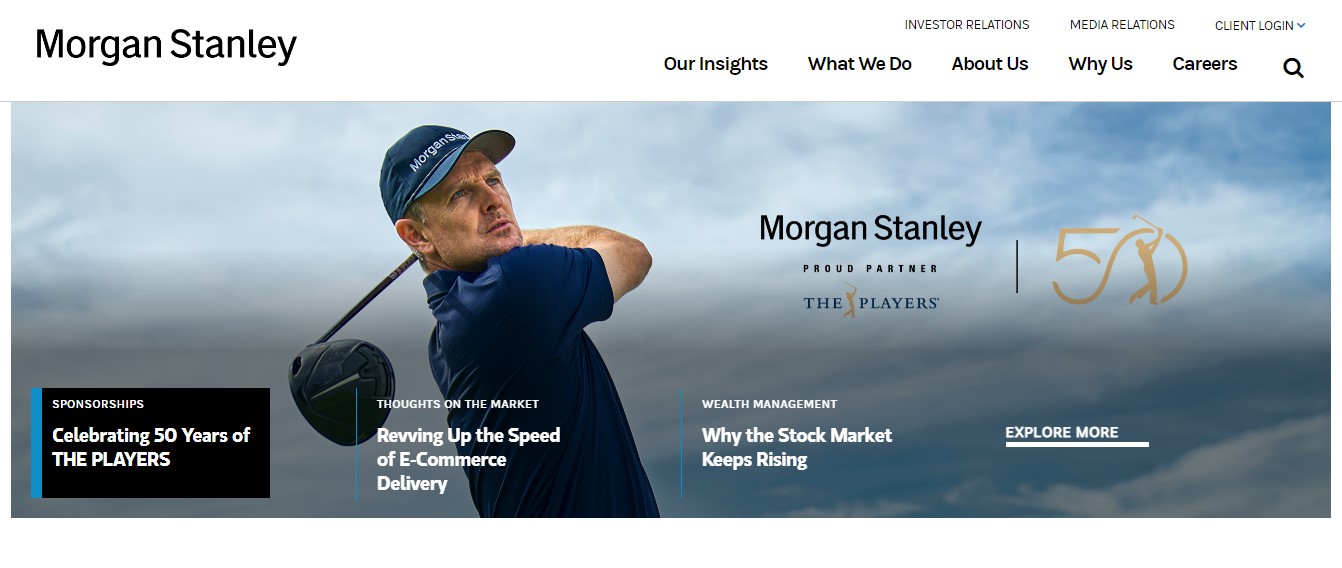 Morgan Stanley
INVESTOR RELATIONS
MEDIA RELATIONS
CLIENT LOGIN
Our Insights
What We Do
About Us
Why Us
Careers
Morgan Stanley
Morgan Stanley
PROUD PARTNER
THE PLAYERS
50
SPONSORSHIPS
Celebrating 50 Years of
THE PLAYERS
THOUGHTS ON THE MARKET
Revving Up the Speed
of E-Commerce
Delivery
WEALTH MANAGEMENT
Why the Stock Market
Keeps Rising
EXPLORE MORE